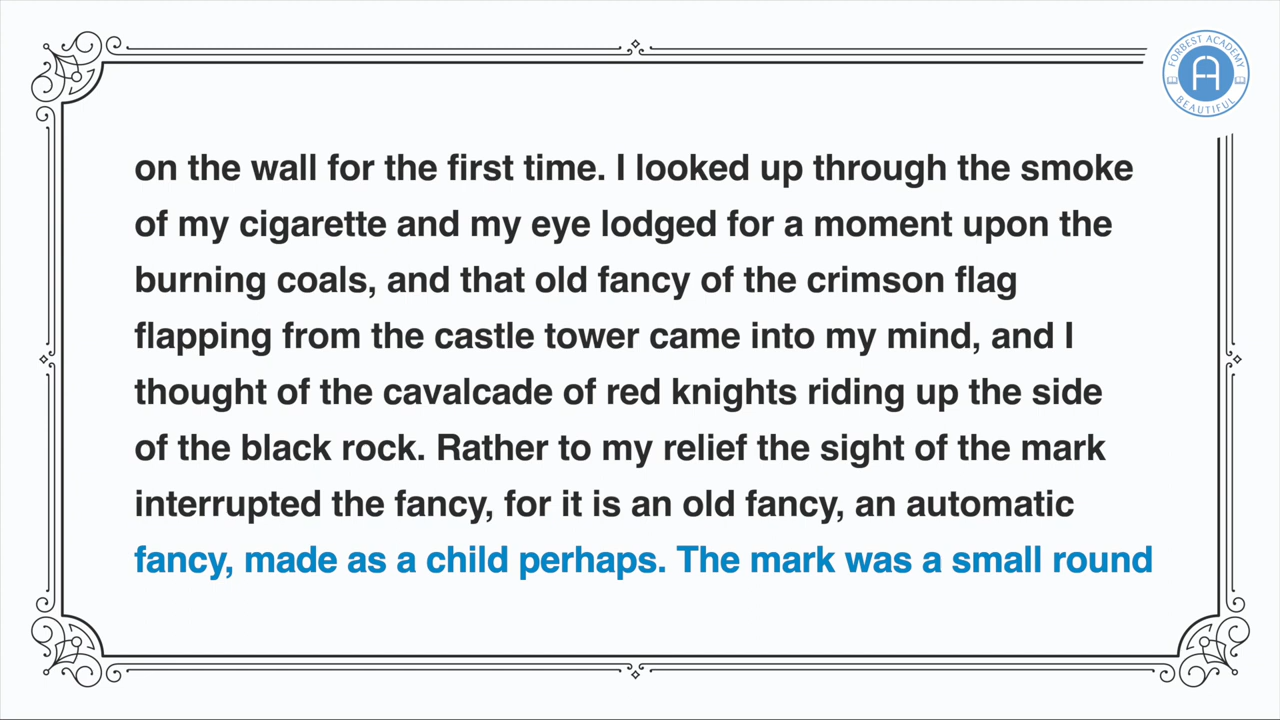 FORBEST ACADEMY
A
BEAUTIFUL
on the wall for the first time. I looked up through the smoke
of my cigarette and my eye lodged for a moment upon the
burning coals, and that old fancy of the crimson flag
flapping from the castle tower came into my mind, and I
thought of the cavalcade of red knights riding up the side
of the black rock. Rather to my relief the sight of the mark
interrupted the fancy, for it is an old fancy, an automatic
fancy, made as a child perhaps. The mark was a small round